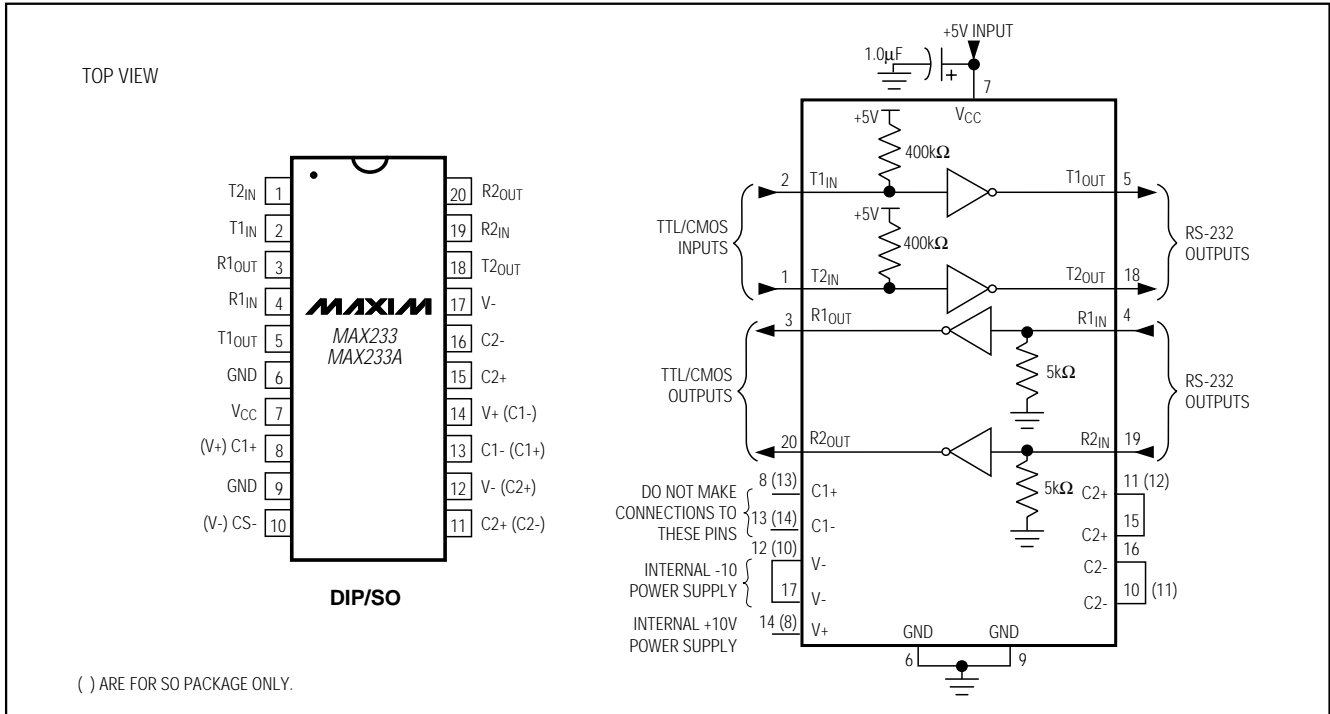 TOP VIEW
T2IN 1
T1IN 2
R1OUT 3
R1IN 4
T1OUT 5
GND 6
VCC 7
(V+) C1+ 8
GND 9
(V-) CS- 10
20 R2OUT
19 R2IN
18 T2OUT
17 V-
16 C2-
15 C2+
14 V+ (C1-)
13 C1- (C1+)
12 V- (C2+)
11 C2+ (C2-)
MAXIM
MAX233
MAX233A
DIP/SO
( ) ARE FOR SO PACKAGE ONLY.
+5V INPUT
1.0µF
+
7
VCC
+5V
400kΩ
2 T1IN
T1OUT 5
+5V
400kΩ
TTL/CMOS
INPUTS
RS-232
OUTPUTS
1 T2IN
T2OUT 18
3 R1OUT
R1IN 4
5kΩ
TTL/CMOS
OUTPUTS
RS-232
OUTPUTS
20 R2OUT
R2IN 19
5kΩ
DO NOT MAKE
CONNECTIONS TO
THESE PINS
8 (13) C1+
13 (14) C1-
INTERNAL -10
POWER SUPPLY
12 (10) V-
17 V-
INTERNAL +10V
POWER SUPPLY
14 (8) V+
C2+ 11 (12)
C2+ 15
C2- 16
C2- 10 (11)
GND GND
6 9